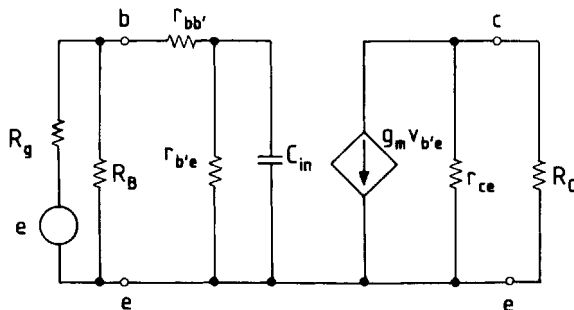 b
r_bb'
c
R_g
R_B
r_b'e
C_in
g_m v_b'e
r_ce
R_C
e
e
e